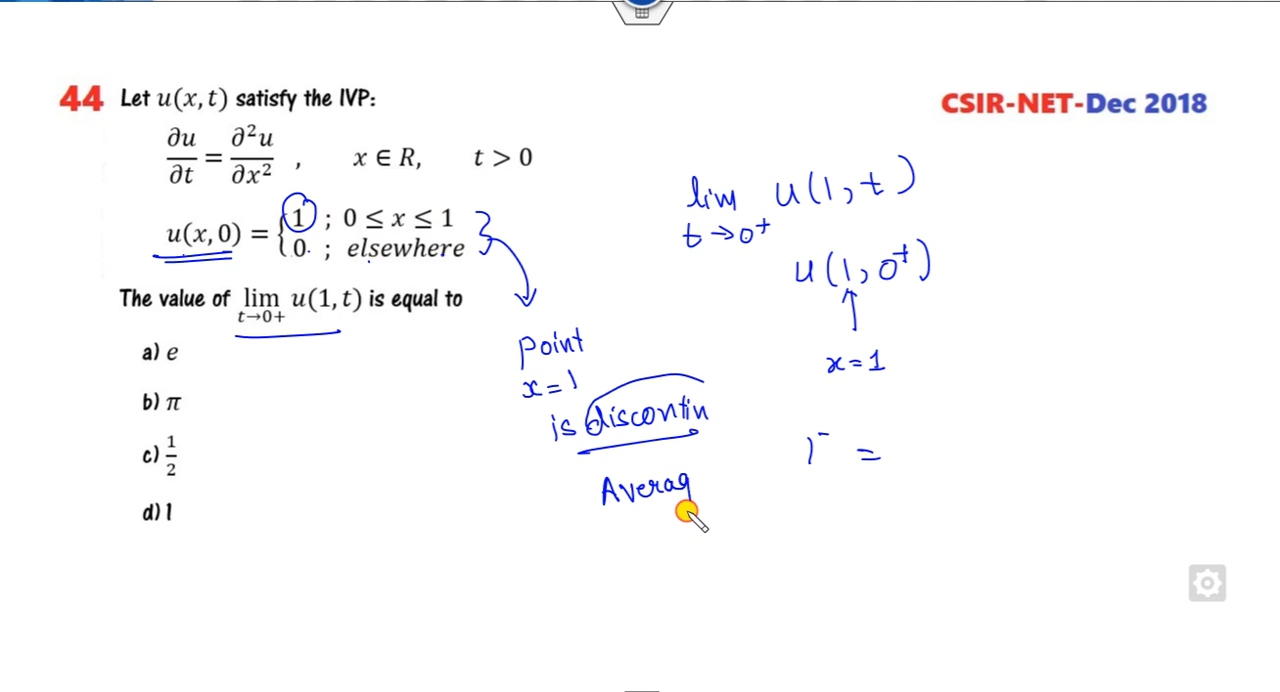 44 Let u(x, t) satisfy the IVP:
CSIR-NET-Dec 2018
∂u/∂t = ∂²u/∂x² , x ∈ R, t > 0
u(x, 0) = { 1 ; 0 ≤ x ≤ 1
0. ; elsewhere
The value of lim t→0+ u(1, t) is equal to
a) e
b) π
c) 1/2
d) 1
lim t→0⁺ u(1, t)
u(1, 0⁺)
x=1
point
x=1
is discontin
1⁻ =
Averag